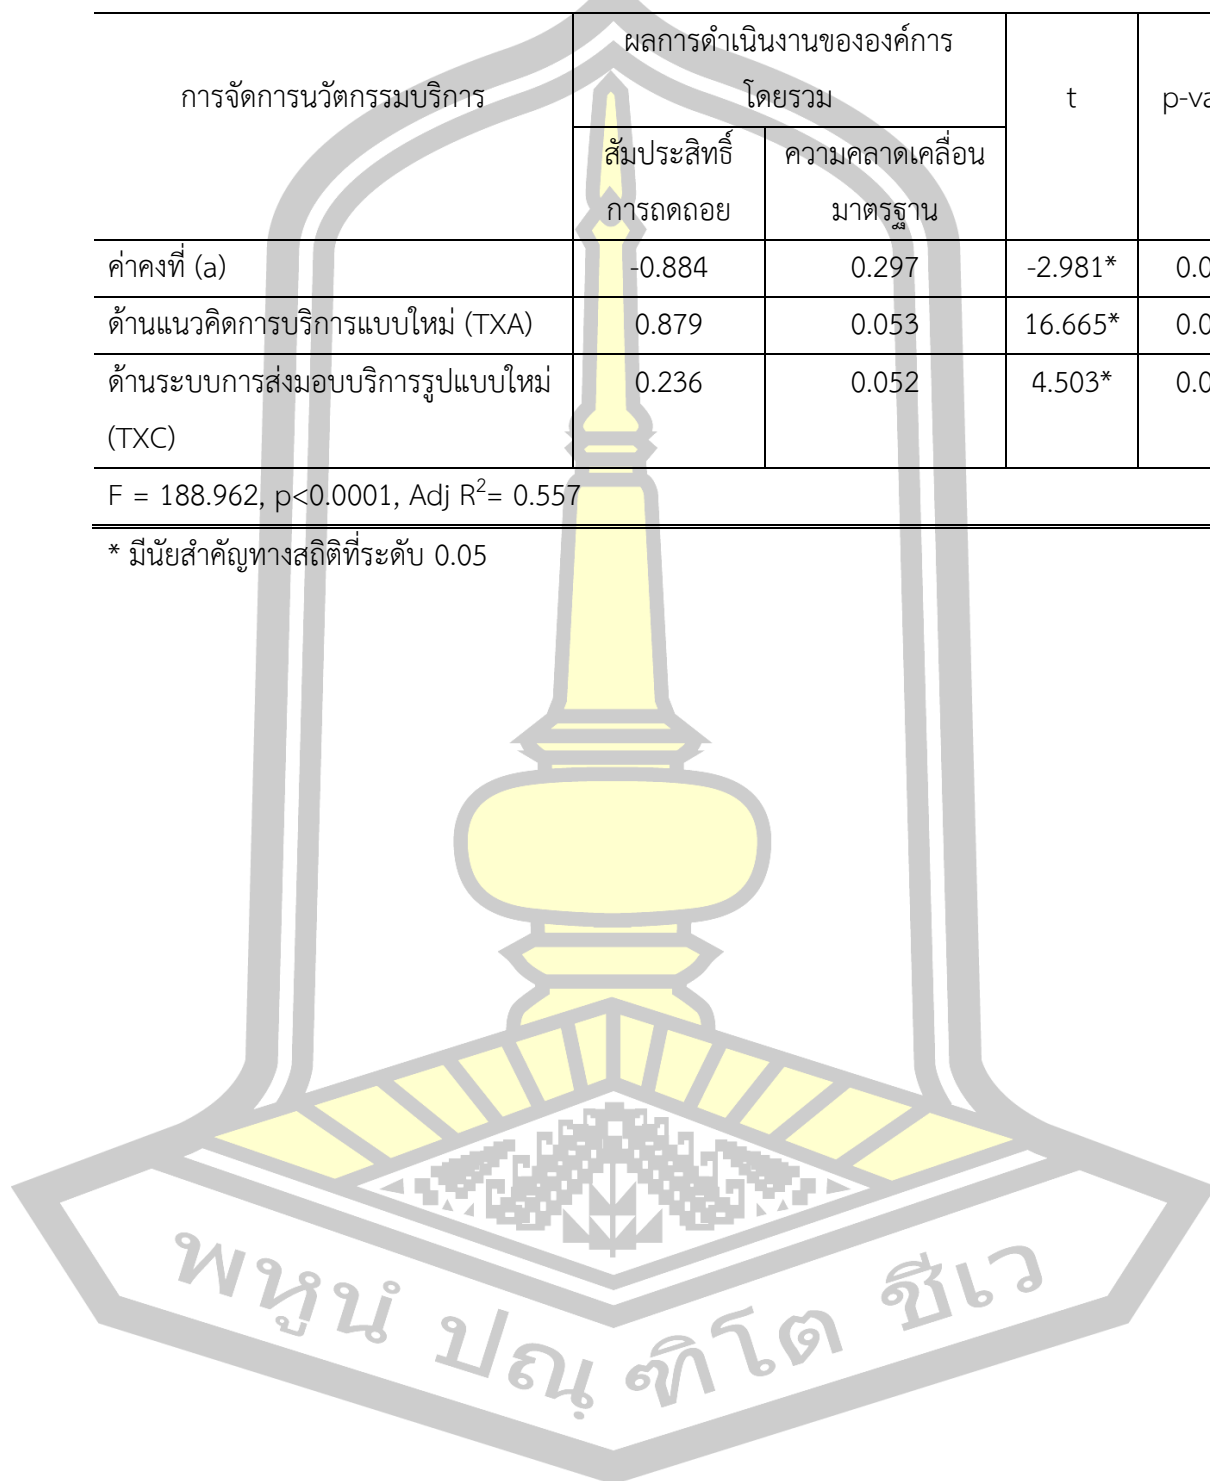 ผลการดำเนินงานขององค์การ
การจัดการนวัตกรรมบริการ โดยรวม t p-va
สัมประสิทธิ์ ความคลาดเคลื่อน
การถดถอย มาตรฐาน
ค่าคงที่ (a) -0.884 0.297 -2.981* 0.0
ด้านแนวคิดการบริการแบบใหม่ (TXA) 0.879 0.053 16.665* 0.0
ด้านระบบการส่งมอบบริการรูปแบบใหม่ 0.236 0.052 4.503* 0.0
(TXC)
F = 188.962, p<0.0001, Adj R²= 0.557
* มีนัยสำคัญทางสถิติที่ระดับ 0.05
พหูนํ ปณฺฑิโต ชีเว